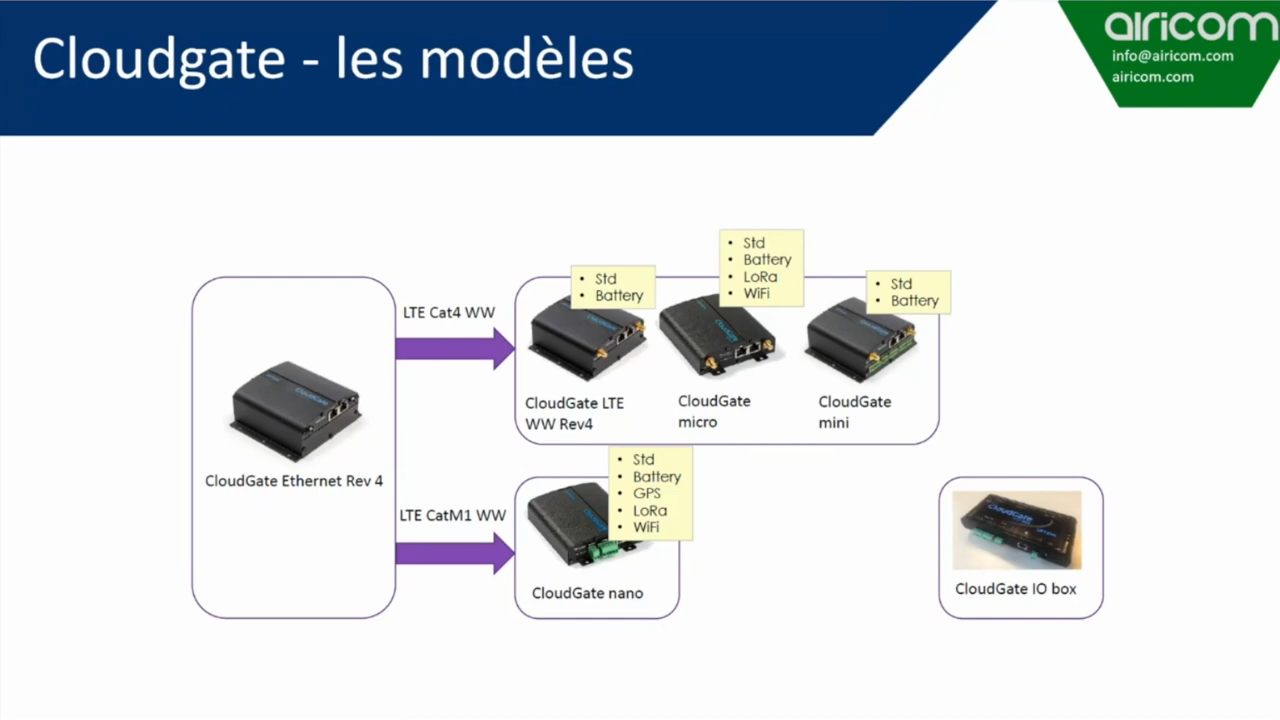 Cloudgate - les modèles
airicom
info@airicom.com
airicom.com
CloudGate Ethernet Rev 4
LTE Cat4 WW
LTE CatM1 WW
• Std
• Battery
CloudGate LTE
WW Rev4
• Std
• Battery
• LoRa
• WiFi
CloudGate
micro
• Std
• Battery
CloudGate
mini
• Std
• Battery
• GPS
• LoRa
• WiFi
CloudGate nano
CloudGate
CloudGate IO box